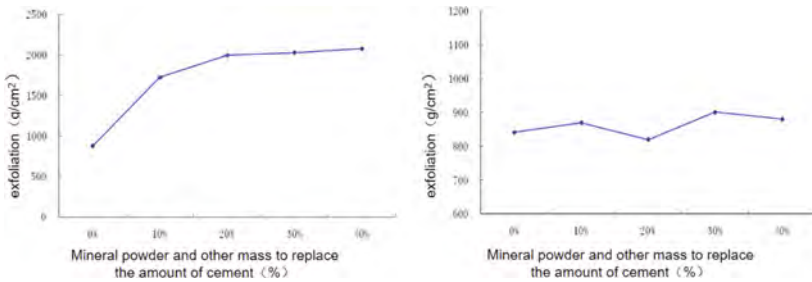 2500
2000
1500
1000
500
0
exfoliation（g/cm²）
0% 10% 20% 30% 40%
Mineral powder and other mass to replace
the amount of cement（%）
1200
1100
1000
900
800
600
exfoliation（g/cm²）
0% 10% 20% 30% 40%
Mineral powder and other mass to replace
the amount of cement（%）